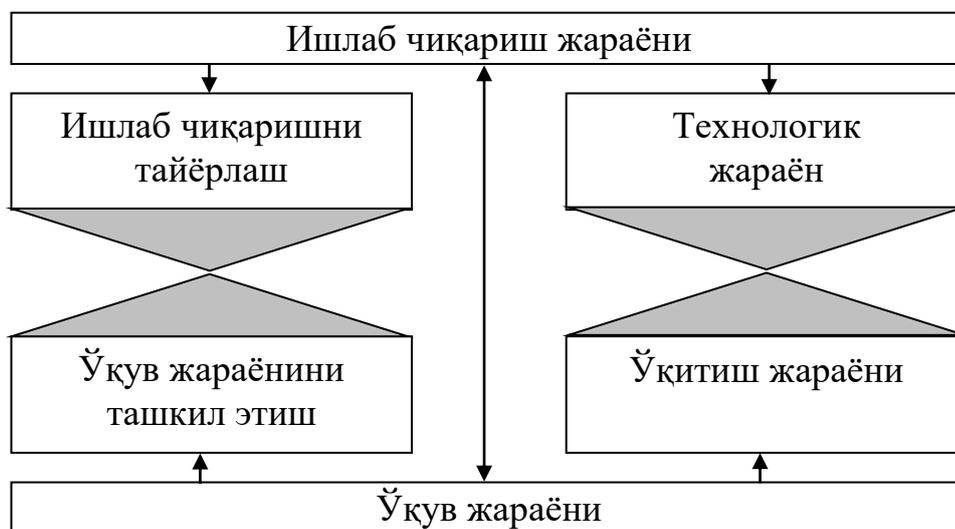 Ишлаб чиқариш жараёни
Ишлаб чиқаришни
тайёрлаш
Технологик
жараён
Ўқув жараёнини
ташкил этиш
Ўқитиш жараёни
Ўқув жараёни